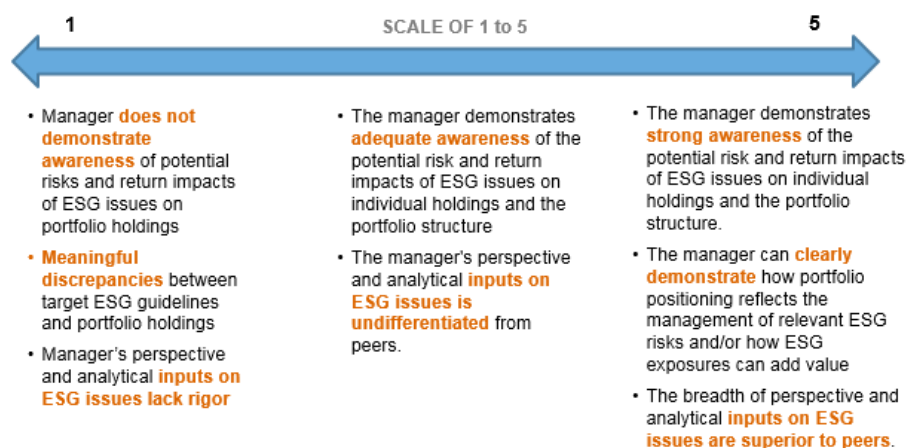 1
SCALE OF 1 to 5
5
• Manager does not
demonstrate
awareness of potential
risks and return impacts
of ESG issues on
portfolio holdings
• Meaningful
discrepancies between
target ESG guidelines
and portfolio holdings
• Manager's perspective
and analytical inputs on
ESG issues lack rigor
• The manager demonstrates
adequate awareness of the
potential risk and return
impacts of ESG issues on
individual holdings and the
portfolio structure
• The manager's perspective
and analytical inputs on
ESG issues is
undifferentiated from
peers.
• The manager demonstrates
strong awareness of the
potential risk and return impacts
of ESG issues on individual
holdings and the portfolio
structure.
• The manager can clearly
demonstrate how portfolio
positioning reflects the
management of relevant ESG
risks and/or how ESG
exposures can add value
• The breadth of perspective and
analytical inputs on ESG
issues are superior to peers.